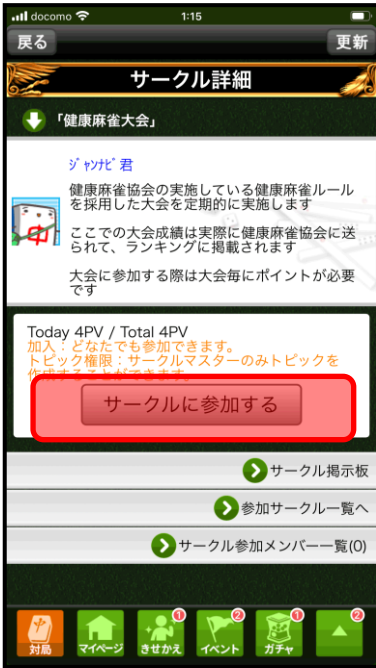 docomo 1:15
戻る サークル詳細 更新
「健康麻雀大会」
ジャンナビ君
健康麻雀協会の実施している健康麻雀ルール
を採用した大会を定期的に実施します
ここでの大会成績は実際に健康麻雀協会に送
られて、ランキングに掲載されます
大会に参加する際は大会毎にポイントが必要
です
中
Today 4PV / Total 4PV
加入：どなたでも参加できます。
トピック権限：サークルマスターのみトピックを
作成することができます。
サークルに参加する
サークル掲示板
参加サークル一覧へ
サークル参加メンバー一覧(0)
1 2 1 2
対局 マイページ きせかえ イベント ガチャ